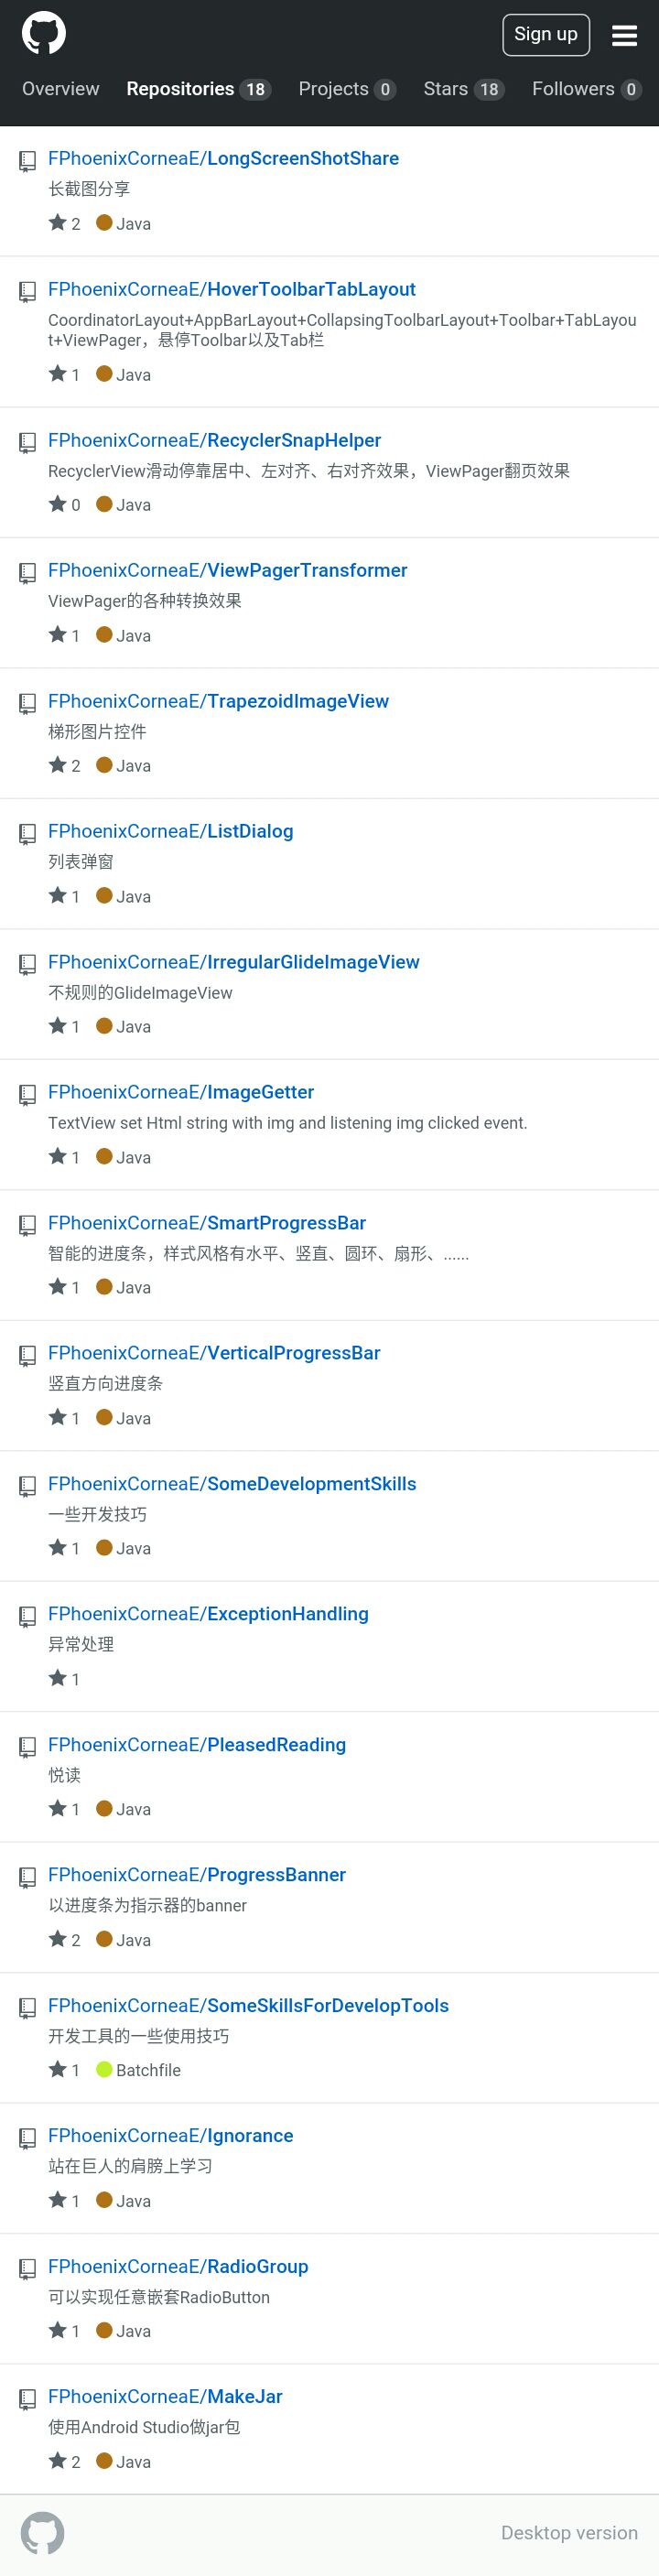 Sign up
Overview Repositories 18 Projects 0 Stars 18 Followers 0
FPhoenixCorneaE/LongScreenShotShare
长截图分享
2 Java
FPhoenixCorneaE/HoverToolbarTabLayout
CoordinatorLayout+AppBarLayout+CollapsingToolbarLayout+Toolbar+TabLayou
t+ViewPager，悬停Toolbar以及Tab栏
1 Java
FPhoenixCorneaE/RecyclerSnapHelper
RecyclerView滑动停靠居中、左对齐、右对齐效果，ViewPager翻页效果
0 Java
FPhoenixCorneaE/ViewPagerTransformer
ViewPager的各种转换效果
1 Java
FPhoenixCorneaE/TrapezoidImageView
梯形图片控件
2 Java
FPhoenixCorneaE/ListDialog
列表弹窗
1 Java
FPhoenixCorneaE/IrregularGlideImageView
不规则的GlideImageView
1 Java
FPhoenixCorneaE/ImageGetter
TextView set Html string with img and listening img clicked event.
1 Java
FPhoenixCorneaE/SmartProgressBar
智能的进度条，样式风格有水平、竖直、圆环、扇形、......
1 Java
FPhoenixCorneaE/VerticalProgressBar
竖直方向进度条
1 Java
FPhoenixCorneaE/SomeDevelopmentSkills
一些开发技巧
1 Java
FPhoenixCorneaE/ExceptionHandling
异常处理
1
FPhoenixCorneaE/PleasedReading
悦读
1 Java
FPhoenixCorneaE/ProgressBanner
以进度条为指示器的banner
2 Java
FPhoenixCorneaE/SomeSkillsForDevelopTools
开发工具的一些使用技巧
1 Batchfile
FPhoenixCorneaE/Ignorance
站在巨人的肩膀上学习
1 Java
FPhoenixCorneaE/RadioGroup
可以实现任意嵌套RadioButton
1 Java
FPhoenixCorneaE/MakeJar
使用Android Studio做jar包
2 Java
Desktop version